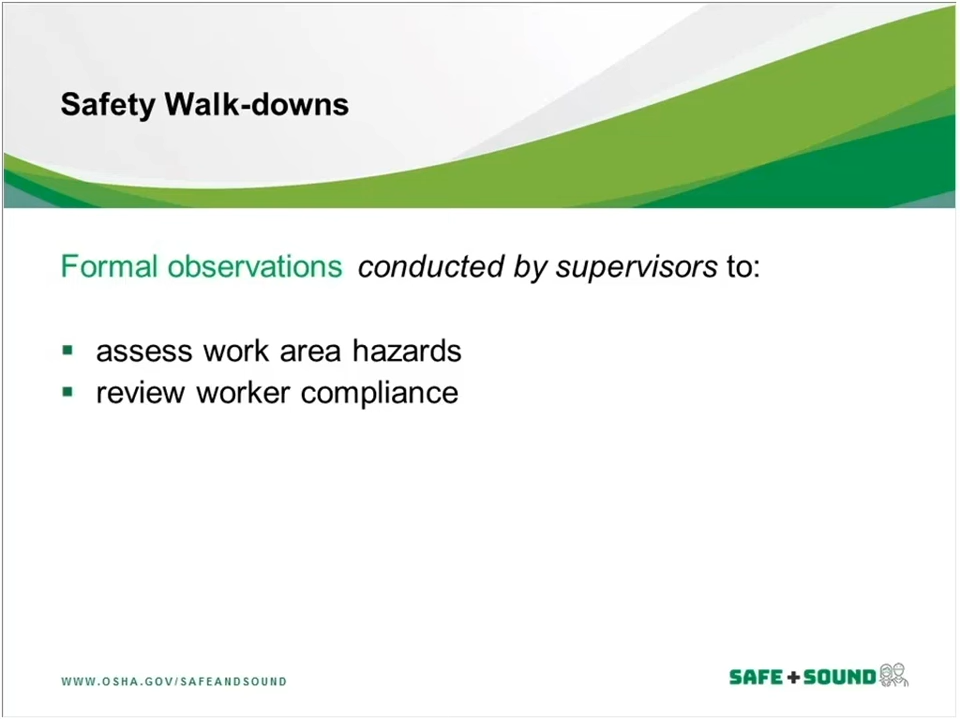 Safety Walk-downs
Formal observations conducted by supervisors to:
▪ assess work area hazards
▪ review worker compliance
WWW.OSHA.GOV/SAFEANDSOUND
SAFE+SOUND